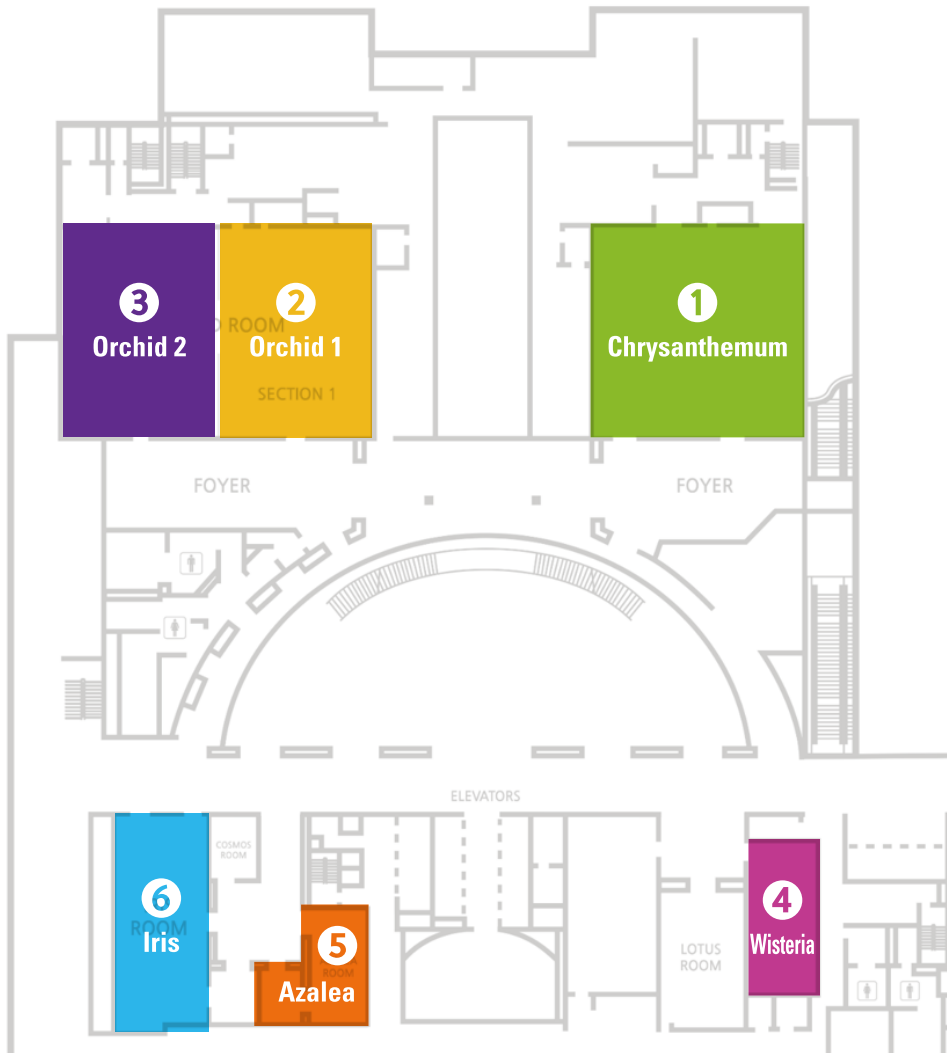 3
Orchid 2
2
ROOM
Orchid 1
SECTION 1
1
Chrysanthemum
FOYER
FOYER
ELEVATORS
COSMOS
ROOM
6
ROOM
Iris
5
ROOM
Azalea
LOTUS
ROOM
4
Wisteria